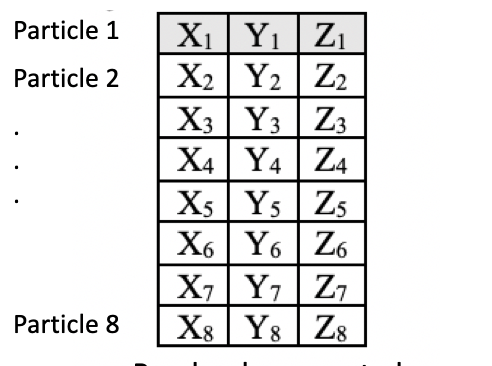 Particle 1 X₁ Y₁ Z₁
Particle 2 X₂ Y₂ Z₂
. X₃ Y₃ Z₃
. X₄ Y₄ Z₄
. X₅ Y₅ Z₅
X₆ Y₆ Z₆
X₇ Y₇ Z₇
Particle 8 X₈ Y₈ Z₈